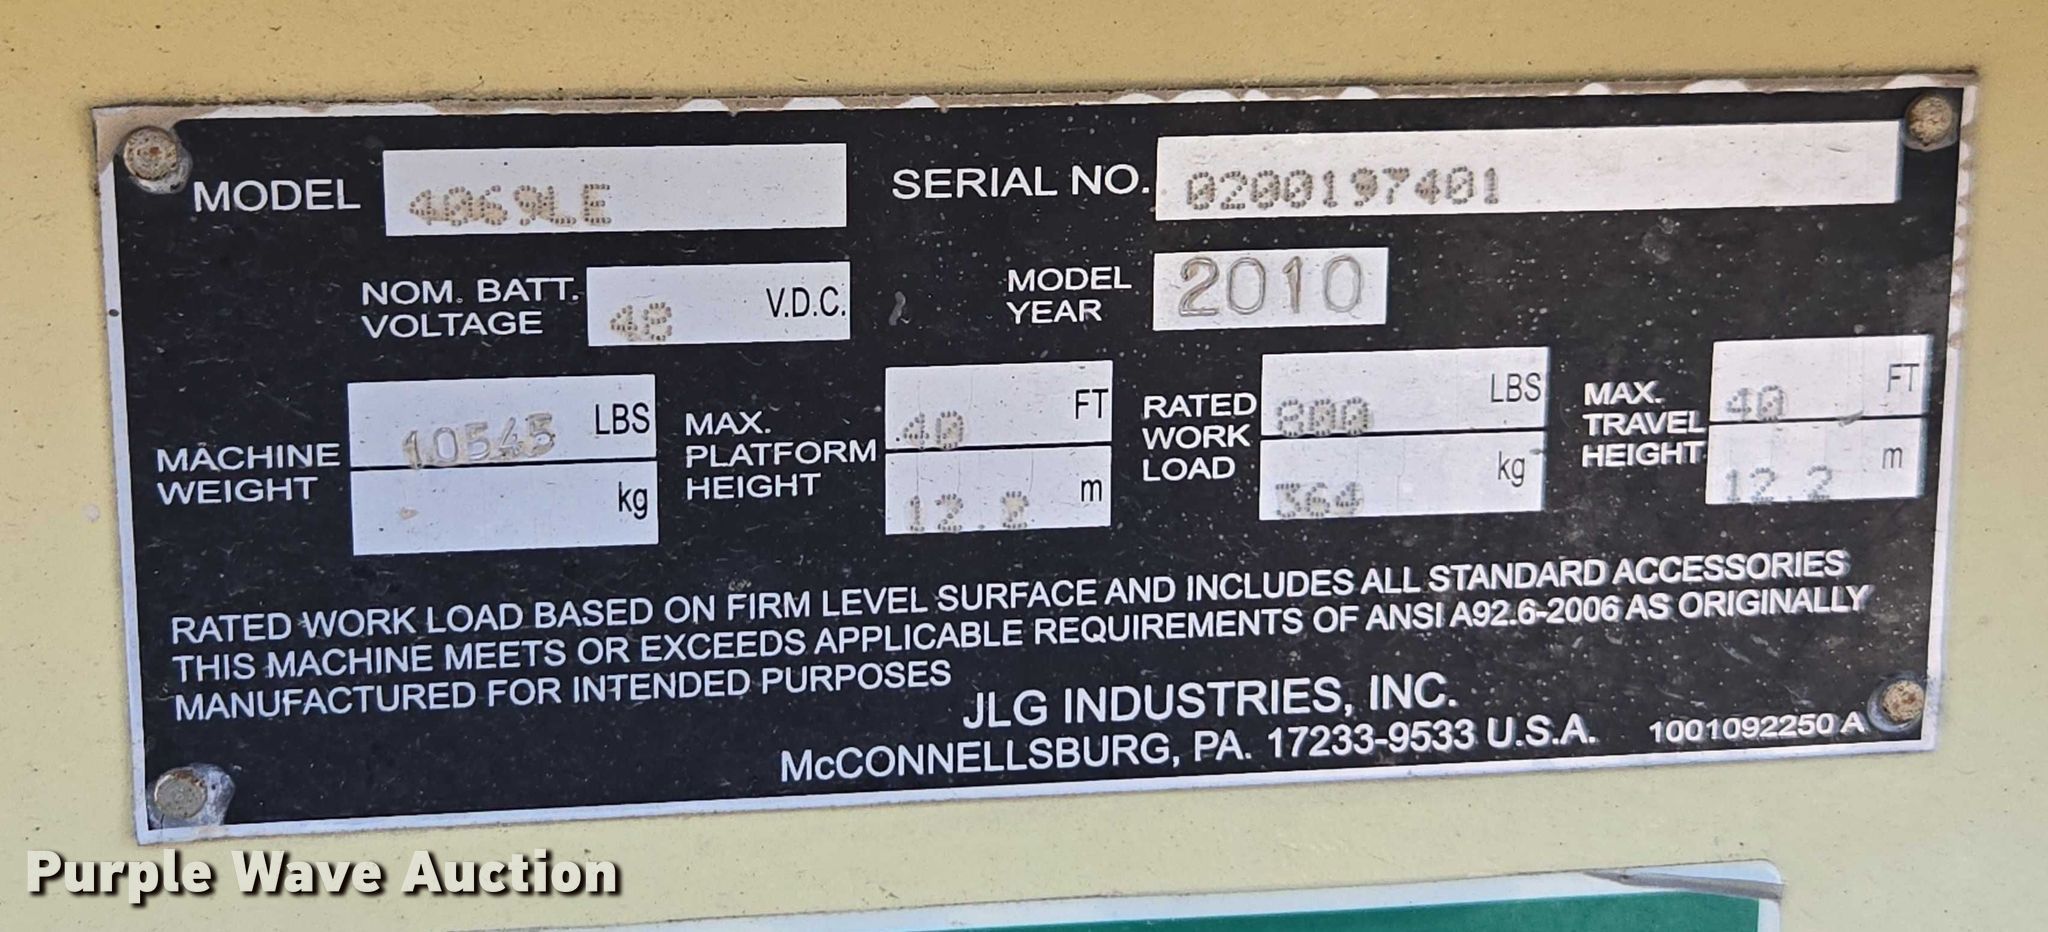 MODEL 4069LE SERIAL NO. 0200197401
NOM. BATT. VOLTAGE 48 V.D.C. MODEL YEAR 2010
MACHINE WEIGHT 10545 LBS kg
MAX. PLATFORM HEIGHT 40 FT 12.2 m
RATED WORK LOAD 800 LBS 364 kg
MAX. TRAVEL HEIGHT 40 FT 12.2 m
RATED WORK LOAD BASED ON FIRM LEVEL SURFACE AND INCLUDES ALL STANDARD ACCESSORIES
THIS MACHINE MEETS OR EXCEEDS APPLICABLE REQUIREMENTS OF ANSI A92.6-2006 AS ORIGINALLY
MANUFACTURED FOR INTENDED PURPOSES
JLG INDUSTRIES, INC.
McCONNELLSBURG, PA. 17233-9533 U.S.A. 1001092250 A
Purple Wave Auction